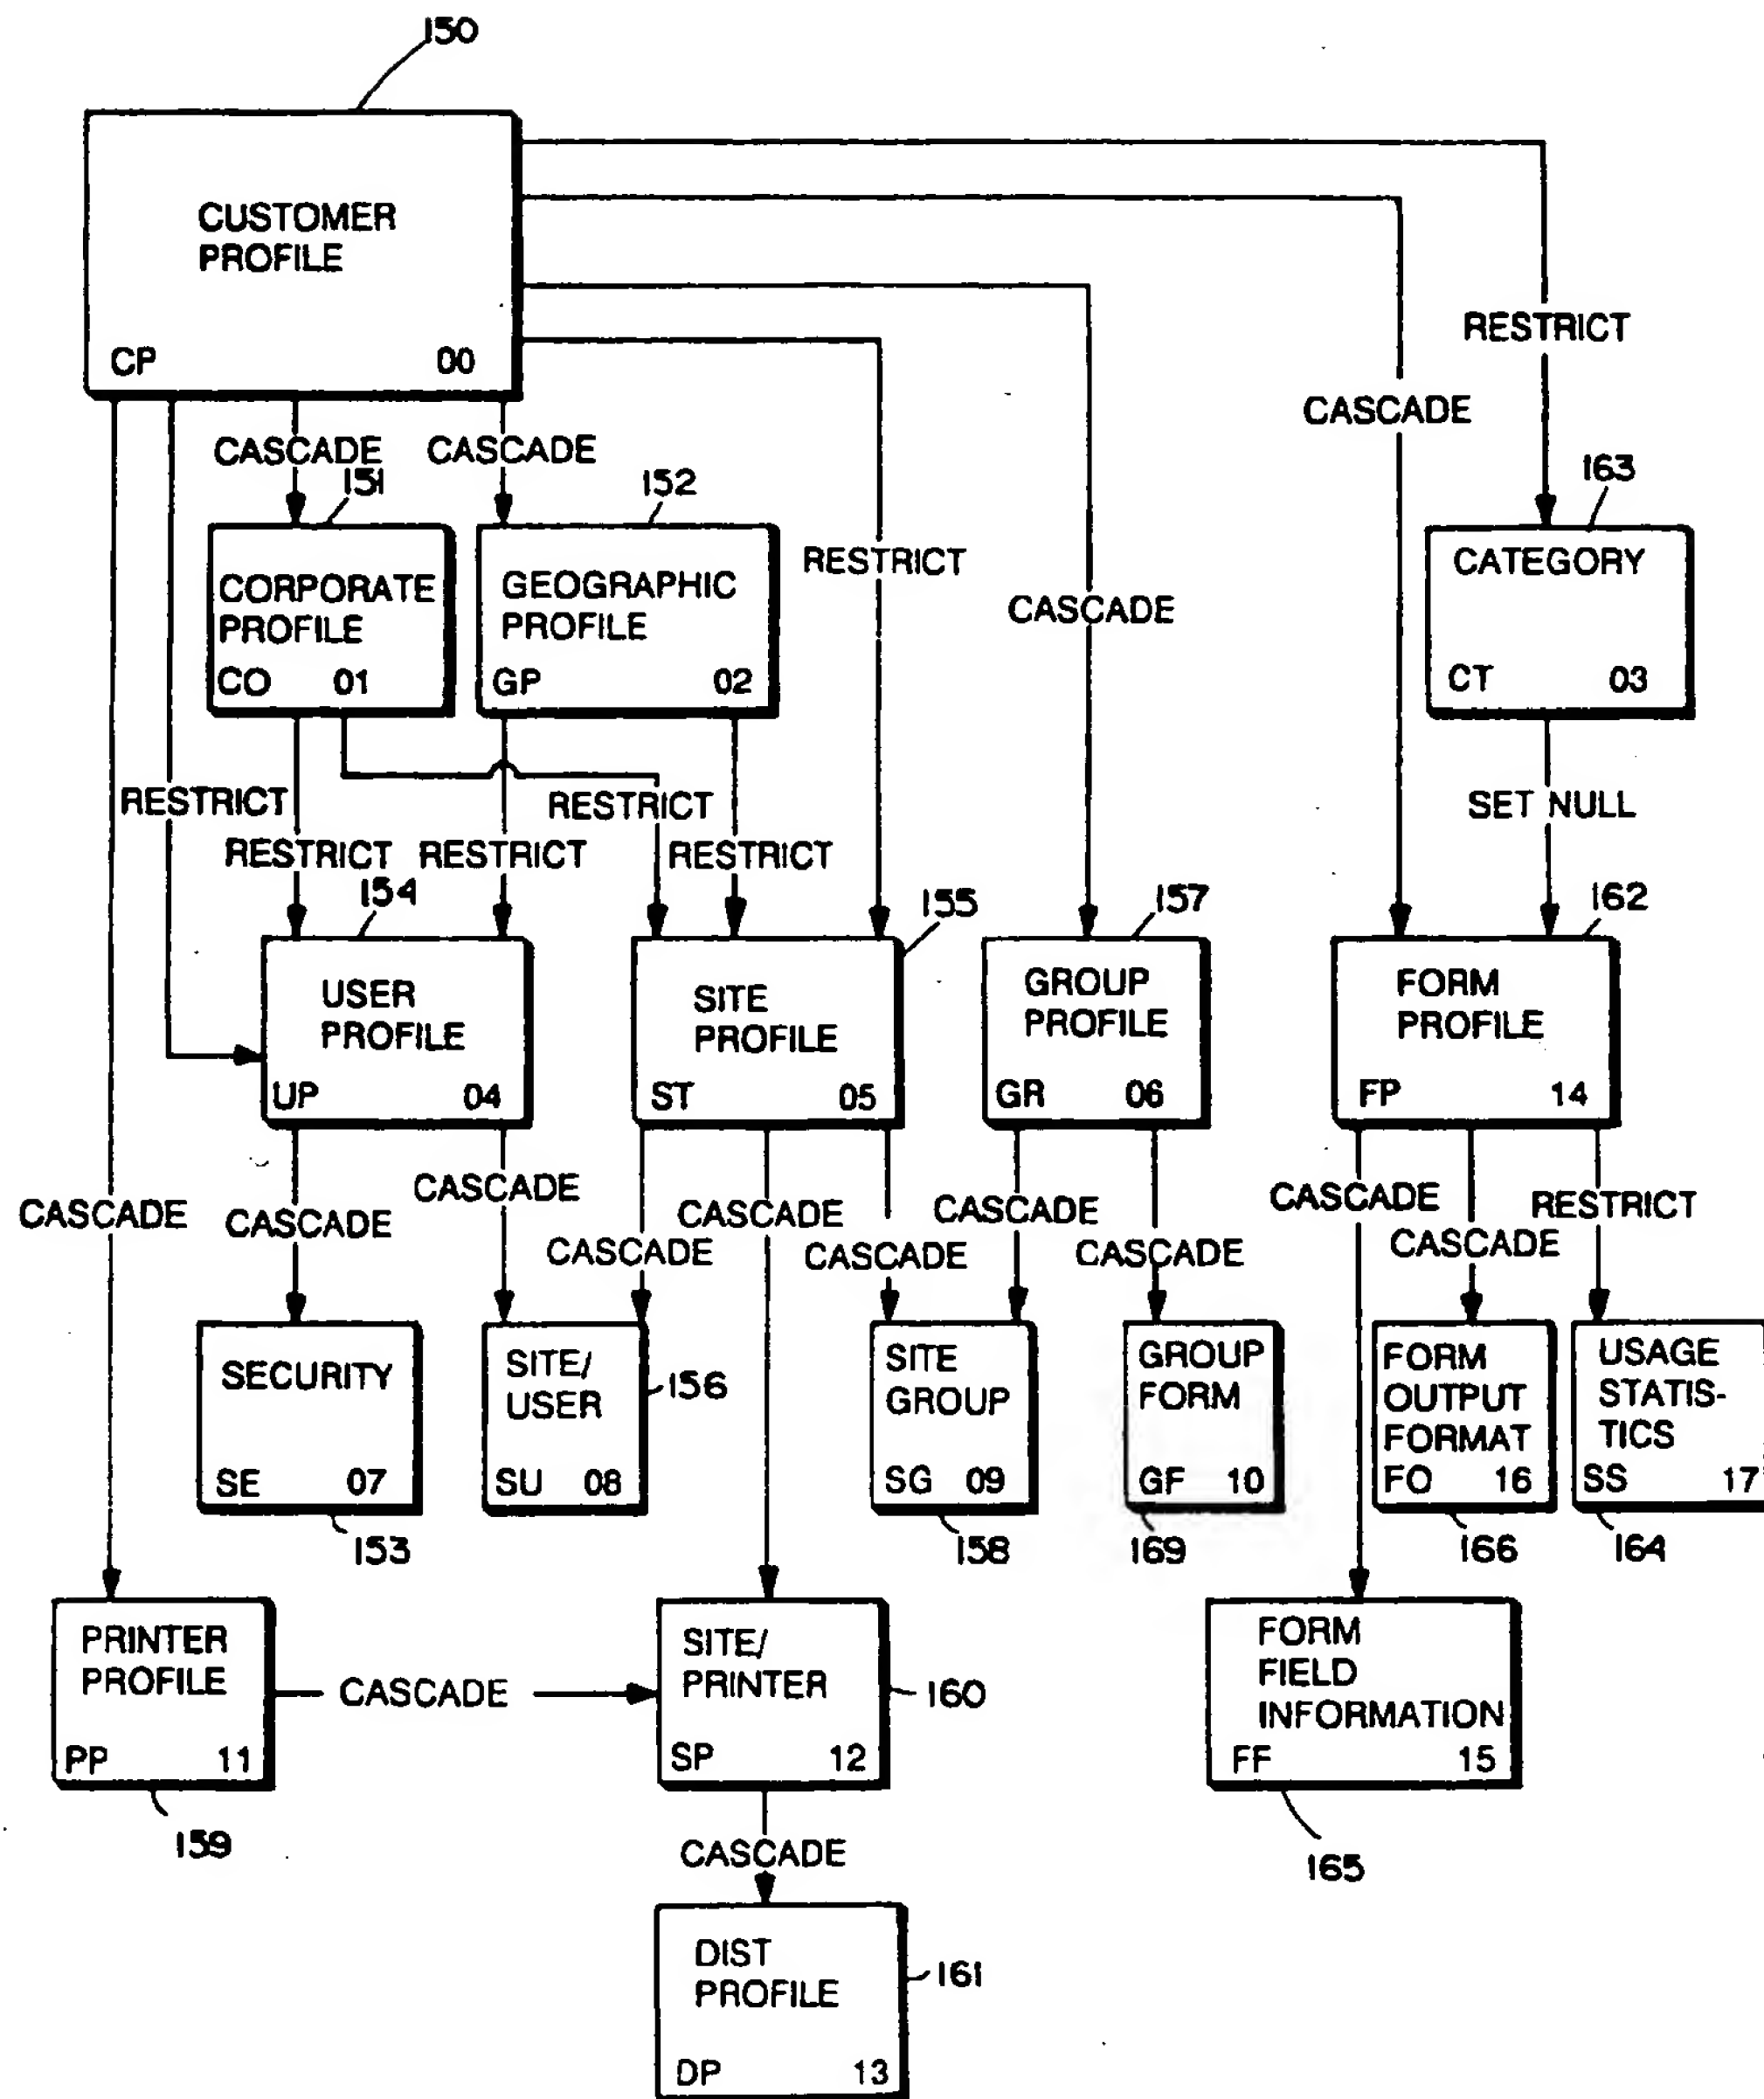 150
CUSTOMER
PROFILE
CP 00
RESTRICT
CASCADE
CASCADE CASCADE
151 152 163
RESTRICT
CASCADE
CORPORATE
PROFILE
CO 01
GEOGRAPHIC
PROFILE
GP 02
CATEGORY
CT 03
RESTRICT RESTRICT SET NULL
RESTRICT RESTRICT RESTRICT
154 155 157 162
USER
PROFILE
UP 04
SITE
PROFILE
ST 05
GROUP
PROFILE
GR 06
FORM
PROFILE
FP 14
CASCADE CASCADE CASCADE CASCADE CASCADE CASCADE RESTRICT
CASCADE CASCADE CASCADE CASCADE CASCADE
SECURITY
SE 07
153
SITE/
USER
SU 08
156
SITE
GROUP
SG 09
158
GROUP
FORM
GF 10
169
FORM
OUTPUT
FORMAT
FO 16
166
USAGE
STATIS-
TICS
SS 17
164
PRINTER
PROFILE
PP 11
159
CASCADE
SITE/
PRINTER
SP 12
160
FORM
FIELD
INFORMATION
FF 15
165
CASCADE
DIST
PROFILE
DP 13
161